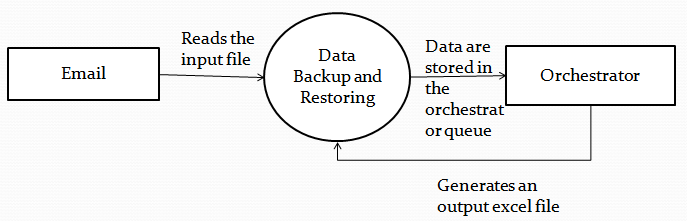 Email
Reads the
input file
Data
Backup and
Restoring
Data are
stored in
the
orchestrat
or queue
Orchestrator
Generates an
output excel file